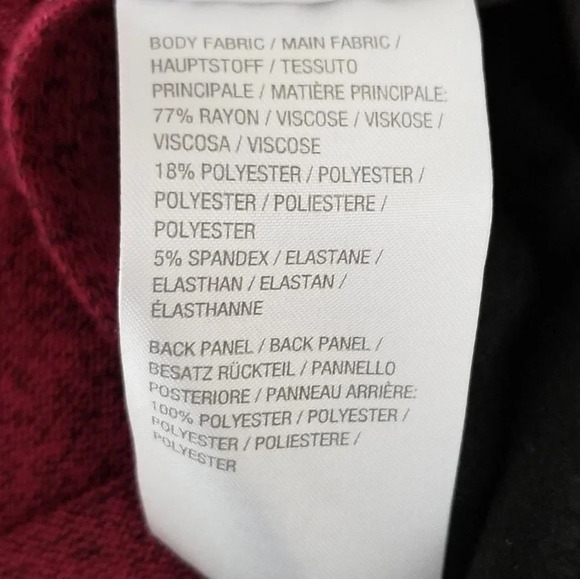 BODY FABRIC / MAIN FABRIC /
HAUPTSTOFF / TESSUTO
PRINCIPALE / MATIÈRE PRINCIPALE:
77% RAYON / VISCOSE / VISKOSE /
VISCOSA / VISCOSE
18% POLYESTER / POLYESTER /
POLYESTER / POLIESTERE /
POLYESTER
5% SPANDEX / ELASTANE /
ELASTHAN / ELASTAN /
ÉLASTHANNE
BACK PANEL / BACK PANEL /
BESATZ RÜCKTEIL / PANNELLO
POSTERIORE / PANNEAU ARRIÈRE:
100% POLYESTER / POLYESTER /
POLYESTER / POLIESTERE /
POLYESTER